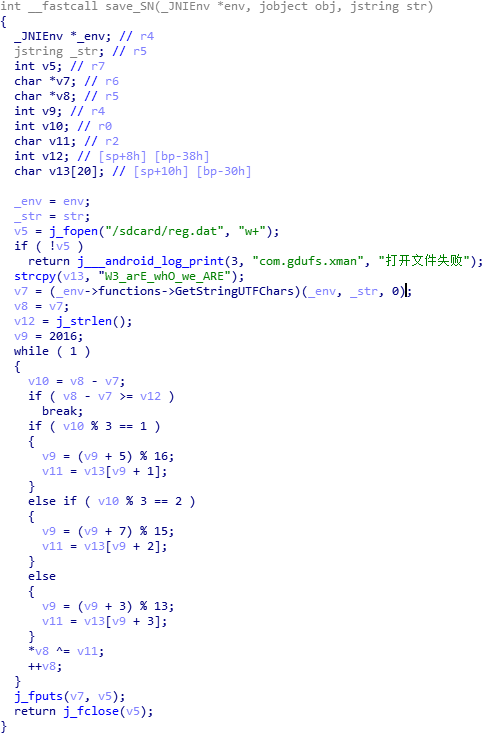 int __fastcall save_SN(_JNIEnv *env, jobject obj, jstring str)
{
  _JNIEnv *_env; // r4
  jstring _str; // r5
  int v5; // r7
  char *v7; // r6
  char *v8; // r5
  int v9; // r4
  int v10; // r0
  char v11; // r2
  int v12; // [sp+8h] [bp-38h]
  char v13[20]; // [sp+10h] [bp-30h]

  _env = env;
  _str = str;
  v5 = j_fopen("/sdcard/reg.dat", "w+");
  if ( !v5 )
    return j___android_log_print(3, "com.gdufs.xman", "打开文件失败");
  strcpy(v13, "W3_arE_whO_we_ARE");
  v7 = (_env->functions->GetStringUTFChars)(_env, _str, 0);
  v8 = v7;
  v12 = j_strlen();
  v9 = 2016;
  while ( 1 )
  {
    v10 = v8 - v7;
    if ( v8 - v7 >= v12 )
      break;
    if ( v10 % 3 == 1 )
    {
      v9 = (v9 + 5) % 16;
      v11 = v13[v9 + 1];
    }
    else if ( v10 % 3 == 2 )
    {
      v9 = (v9 + 7) % 15;
      v11 = v13[v9 + 2];
    }
    else
    {
      v9 = (v9 + 3) % 13;
      v11 = v13[v9 + 3];
    }
    *v8 ^= v11;
    ++v8;
  }
  j_fputs(v7, v5);
  return j_fclose(v5);
}